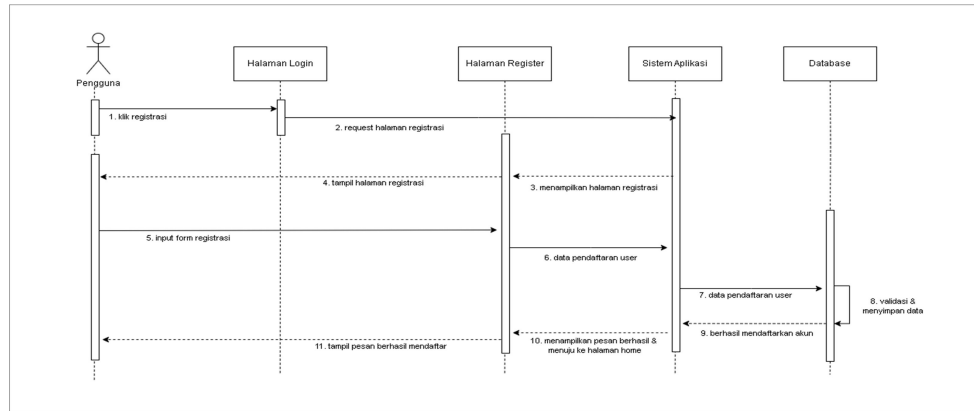 Halaman Login
Halaman Register
Sistem Aplikasi
Database
Pengguna
1. klik registrasi
2. request halaman registrasi
3. menampilkan halaman registrasi
4. tampil halaman registrasi
5. input form registrasi
6. data pendaftaran user
7. data pendaftaran user
8. validasi &
menyimpan data
9. berhasil mendaftarkan akun
10. menampilkan pesan berhasil &
menuju ke halaman home
11. tampil pesan berhasil mendaftar